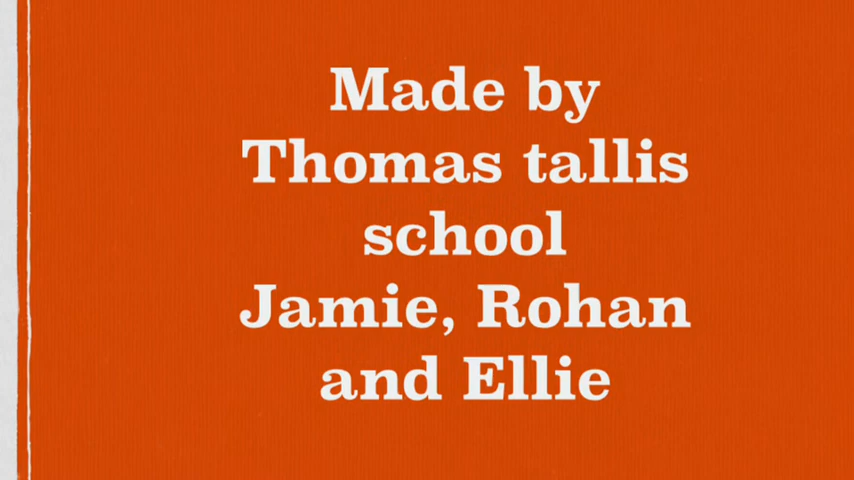 Made by
Thomas tallis
school
Jamie, Rohan
and Ellie